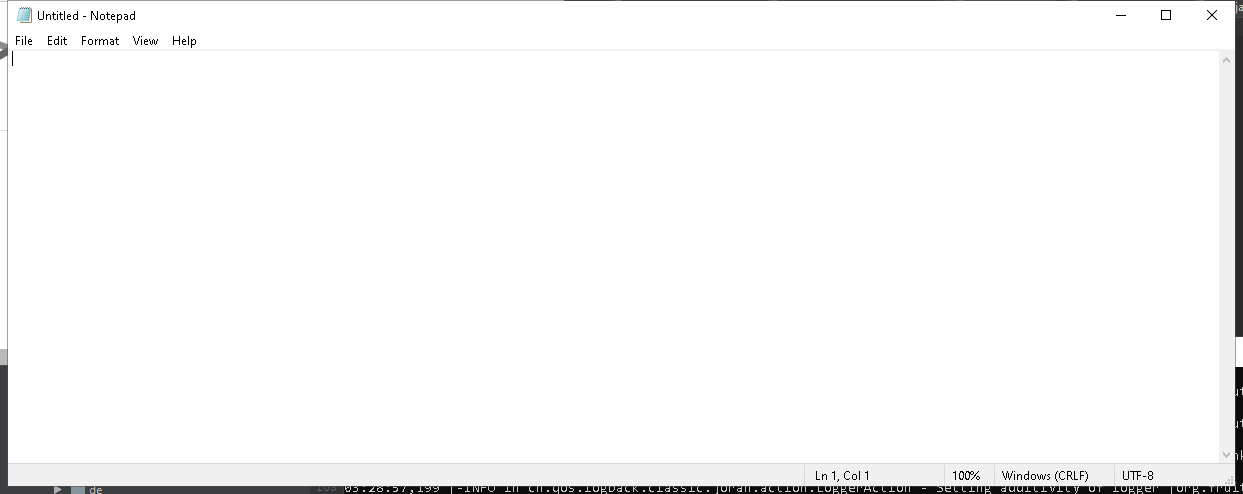 Untitled - Notepad
File Edit Format View Help
Ln 1, Col 1 100% Windows (CRLF) UTF-8
de 03:28:57,199 |-INFO in ch.qos.logback.classic.joran.action.LoggerAction - Setting additivity of logger [org.fruit